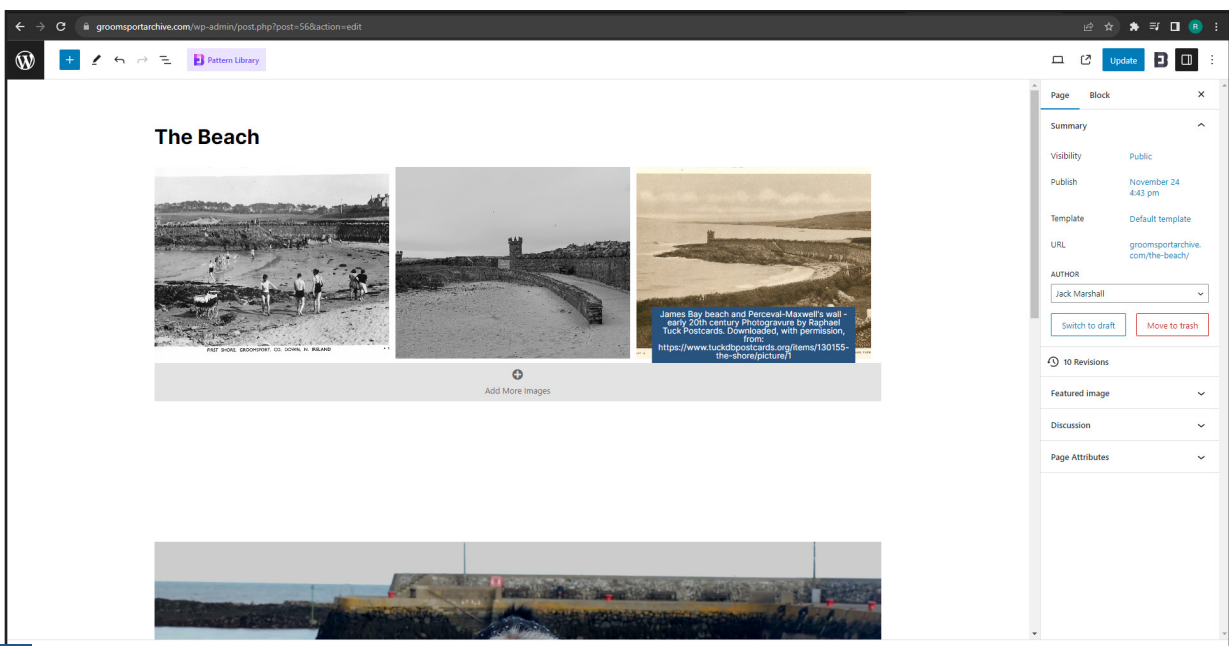 groomsportarchive.com/wp-admin/post.php?post=56&action=edit
R
Pattern Library
Update
The Beach
FAST SHORE, GROOMSPORT, CO. DOWN, N. IRELAND
James Bay beach and Perceval-Maxwell's wall -
early 20th century Photogravure by Raphael
Tuck Postcards. Downloaded, with permission,
from:
https://www.tuckdbpostcards.org/items/130155-
the-shore/picture/1
Add More Images
Page
Block
Summary
Visibility
Public
Publish
November 24
4:43 pm
Template
Default template
URL
groomsportarchive.
com/the-beach/
AUTHOR
Jack Marshall
Switch to draft
Move to trash
10 Revisions
Featured image
Discussion
Page Attributes